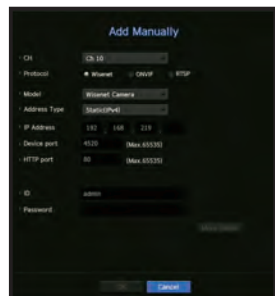 Add Manually
CH Ch 10
Protocol Wisenet ONVIF RTSP
Model Wisenet Camera
Address Type Static(IPv4)
IP Address 192 . 168 . 219 .
Device port 4520 (Max.65535)
HTTP port 80 (Max.65535)
ID admin
Password
Cancel